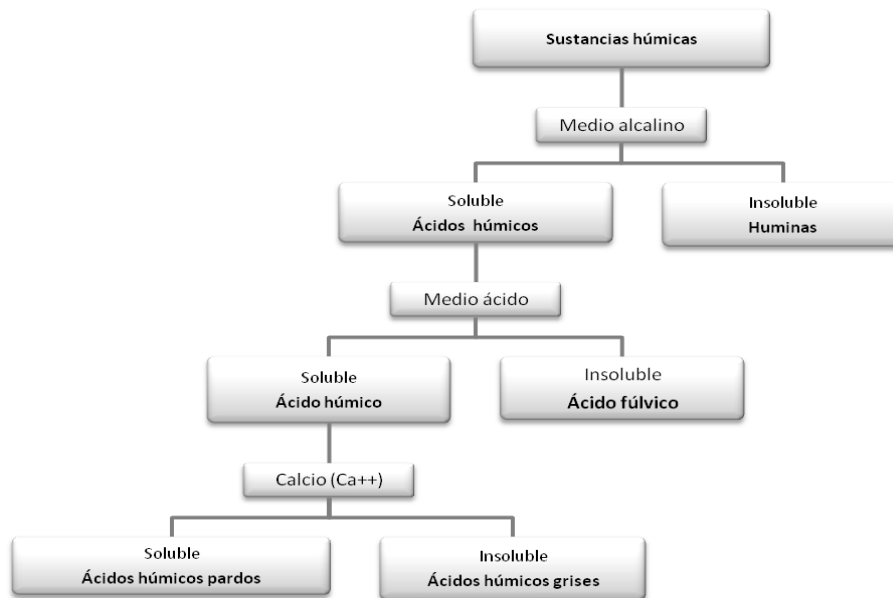 Sustancias húmicas
Medio alcalino
Soluble
Ácidos húmicos
Insoluble
Huminas
Medio ácido
Soluble
Ácido húmico
Insoluble
Ácido fúlvico
Calcio (Ca++)
Soluble
Ácidos húmicos pardos
Insoluble
Ácidos húmicos grises